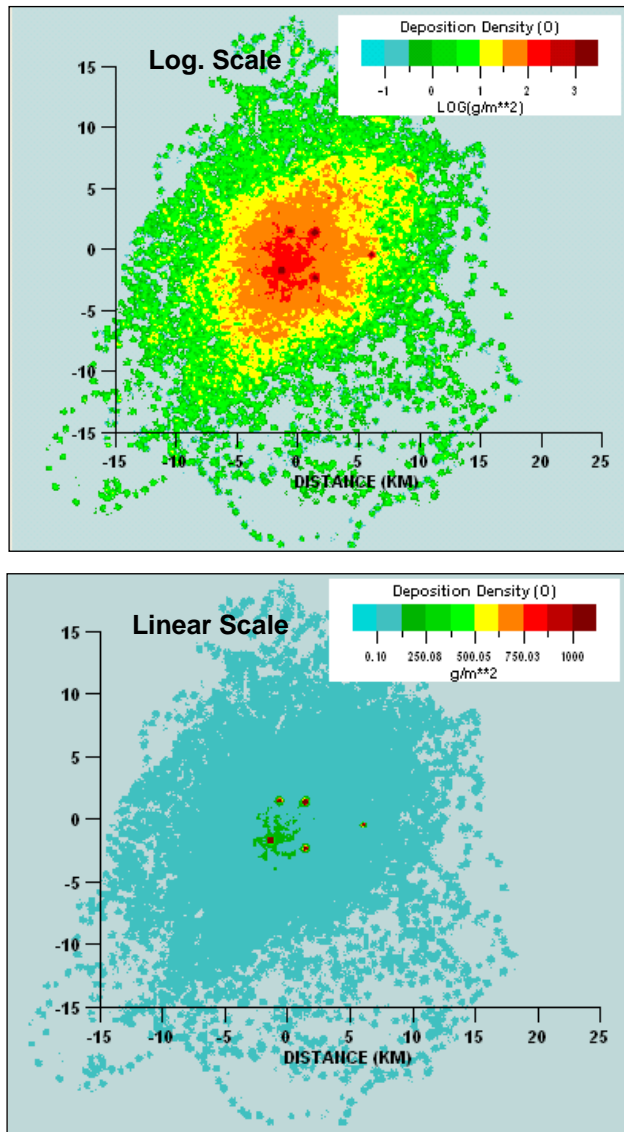 Deposition Density (0)
Log. Scale
-1 0 1 2 3
LOG(g/m**2)
15
10
5
0
-5
-10
-15
-15 -10 -5 0 5 10 15 20 25
DISTANCE (KM)
Deposition Density (0)
Linear Scale
0.10 250.08 500.05 750.03 1000
g/m**2
15
10
5
0
-5
-10
-15
-15 -10 -5 0 5 10 15 20 25
DISTANCE (KM)